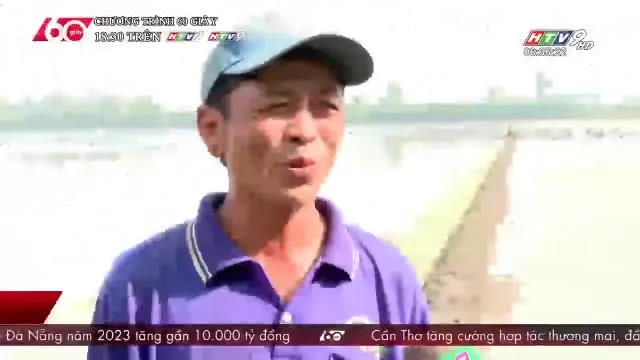 60 giây
CHƯƠNG TRÌNH 60 GIÂY
18:30 TRÊN HTV7 HTV9
HTV9 HD
06:35:22
Đà Nẵng năm 2023 tăng gần 10.000 tỷ đồng 60 Cần Thơ tăng cường hợp tác thương mại,